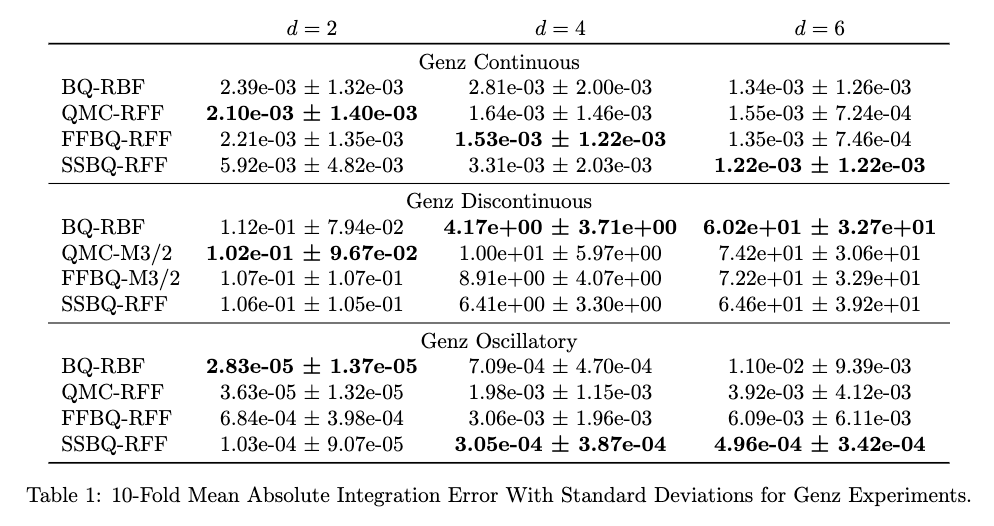 d = 2 d = 4 d = 6
Genz Continuous
BQ-RBF 2.39e-03 ± 1.32e-03 2.81e-03 ± 2.00e-03 1.34e-03 ± 1.26e-03
QMC-RFF 2.10e-03 ± 1.40e-03 1.64e-03 ± 1.46e-03 1.55e-03 ± 7.24e-04
FFBQ-RFF 2.21e-03 ± 1.35e-03 1.53e-03 ± 1.22e-03 1.35e-03 ± 7.46e-04
SSBQ-RFF 5.92e-03 ± 4.82e-03 3.31e-03 ± 2.03e-03 1.22e-03 ± 1.22e-03
Genz Discontinuous
BQ-RBF 1.12e-01 ± 7.94e-02 4.17e+00 ± 3.71e+00 6.02e+01 ± 3.27e+01
QMC-M3/2 1.02e-01 ± 9.67e-02 1.00e+01 ± 5.97e+00 7.42e+01 ± 3.06e+01
FFBQ-M3/2 1.07e-01 ± 1.07e-01 8.91e+00 ± 4.07e+00 7.22e+01 ± 3.29e+01
SSBQ-RFF 1.06e-01 ± 1.05e-01 6.41e+00 ± 3.30e+00 6.46e+01 ± 3.92e+01
Genz Oscillatory
BQ-RBF 2.83e-05 ± 1.37e-05 7.09e-04 ± 4.70e-04 1.10e-02 ± 9.39e-03
QMC-RFF 3.63e-05 ± 1.32e-05 1.98e-03 ± 1.15e-03 3.92e-03 ± 4.12e-03
FFBQ-RFF 6.84e-04 ± 3.98e-04 3.06e-03 ± 1.96e-03 6.09e-03 ± 6.11e-03
SSBQ-RFF 1.03e-04 ± 9.07e-05 3.05e-04 ± 3.87e-04 4.96e-04 ± 3.42e-04
Table 1: 10-Fold Mean Absolute Integration Error With Standard Deviations for Genz Experiments.